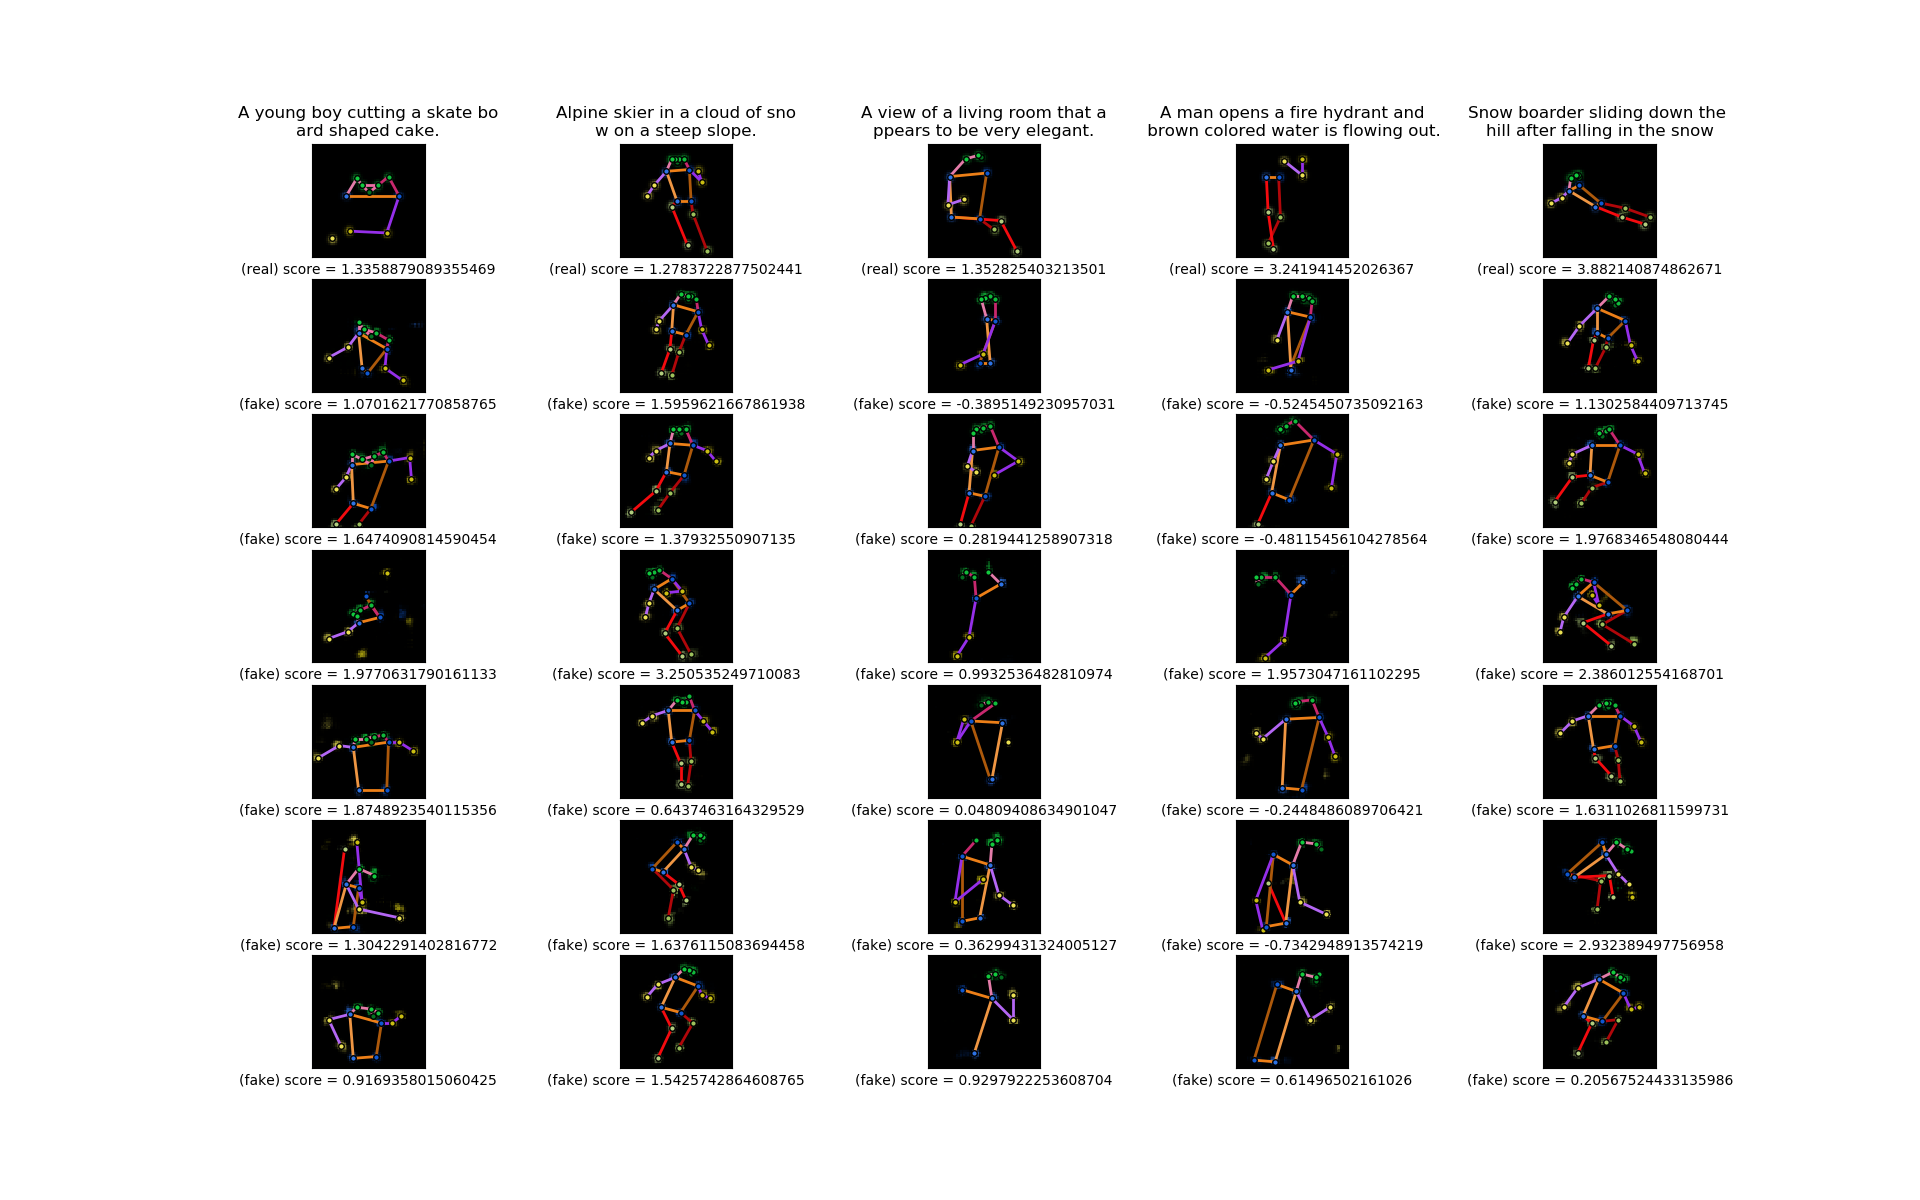 A young boy cutting a skate bo
ard shaped cake.
Alpine skier in a cloud of sno
w on a steep slope.
A view of a living room that a
ppears to be very elegant.
A man opens a fire hydrant and
brown colored water is flowing out.
Snow boarder sliding down the
hill after falling in the snow
(real) score = 1.3358879089355469
(real) score = 1.2783722877502441
(real) score = 1.352825403213501
(real) score = 3.241941452026367
(real) score = 3.882140874862671
(fake) score = 1.0701621770858765
(fake) score = 1.5959621667861938
(fake) score = -0.3895149230957031
(fake) score = -0.5245450735092163
(fake) score = 1.1302584409713745
(fake) score = 1.6474090814590454
(fake) score = 1.37932550907135
(fake) score = 0.2819441258907318
(fake) score = -0.48115456104278564
(fake) score = 1.9768346548080444
(fake) score = 1.9770631790161133
(fake) score = 3.250535249710083
(fake) score = 0.9932536482810974
(fake) score = 1.9573047161102295
(fake) score = 2.386012554168701
(fake) score = 1.8748923540115356
(fake) score = 0.6437463164329529
(fake) score = 0.04809408634901047
(fake) score = -0.2448486089706421
(fake) score = 1.6311026811599731
(fake) score = 1.3042291402816772
(fake) score = 1.6376115083694458
(fake) score = 0.36299431324005127
(fake) score = -0.7342948913574219
(fake) score = 2.932389497756958
(fake) score = 0.9169358015060425
(fake) score = 1.5425742864608765
(fake) score = 0.9297922253608704
(fake) score = 0.61496502161026
(fake) score = 0.20567524433135986